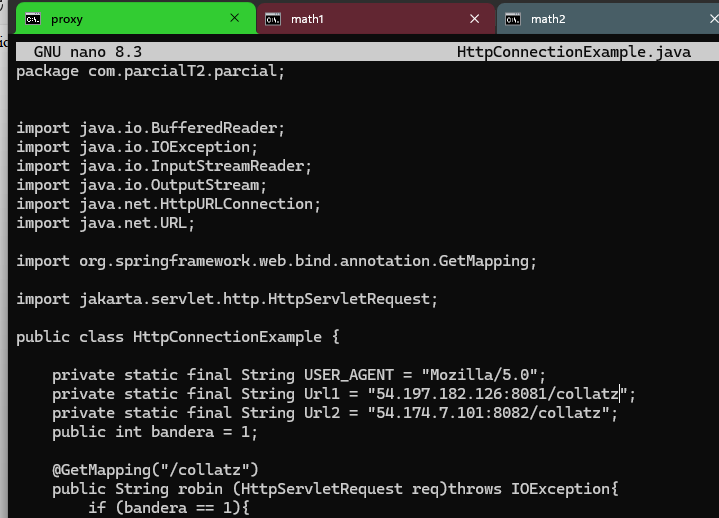 proxy
math1
math2
GNU nano 8.3 HttpConnectionExample.java
package com.parcialT2.parcial;
import java.io.BufferedReader;
import java.io.IOException;
import java.io.InputStreamReader;
import java.io.OutputStream;
import java.net.HttpURLConnection;
import java.net.URL;
import org.springframework.web.bind.annotation.GetMapping;
import jakarta.servlet.http.HttpServletRequest;
public class HttpConnectionExample {
    private static final String USER_AGENT = "Mozilla/5.0";
    private static final String Url1 = "54.197.182.126:8081/collatz";
    private static final String Url2 = "54.174.7.101:8082/collatz";
    public int bandera = 1;
    @GetMapping("/collatz")
    public String robin (HttpServletRequest req)throws IOException{
        if (bandera == 1){